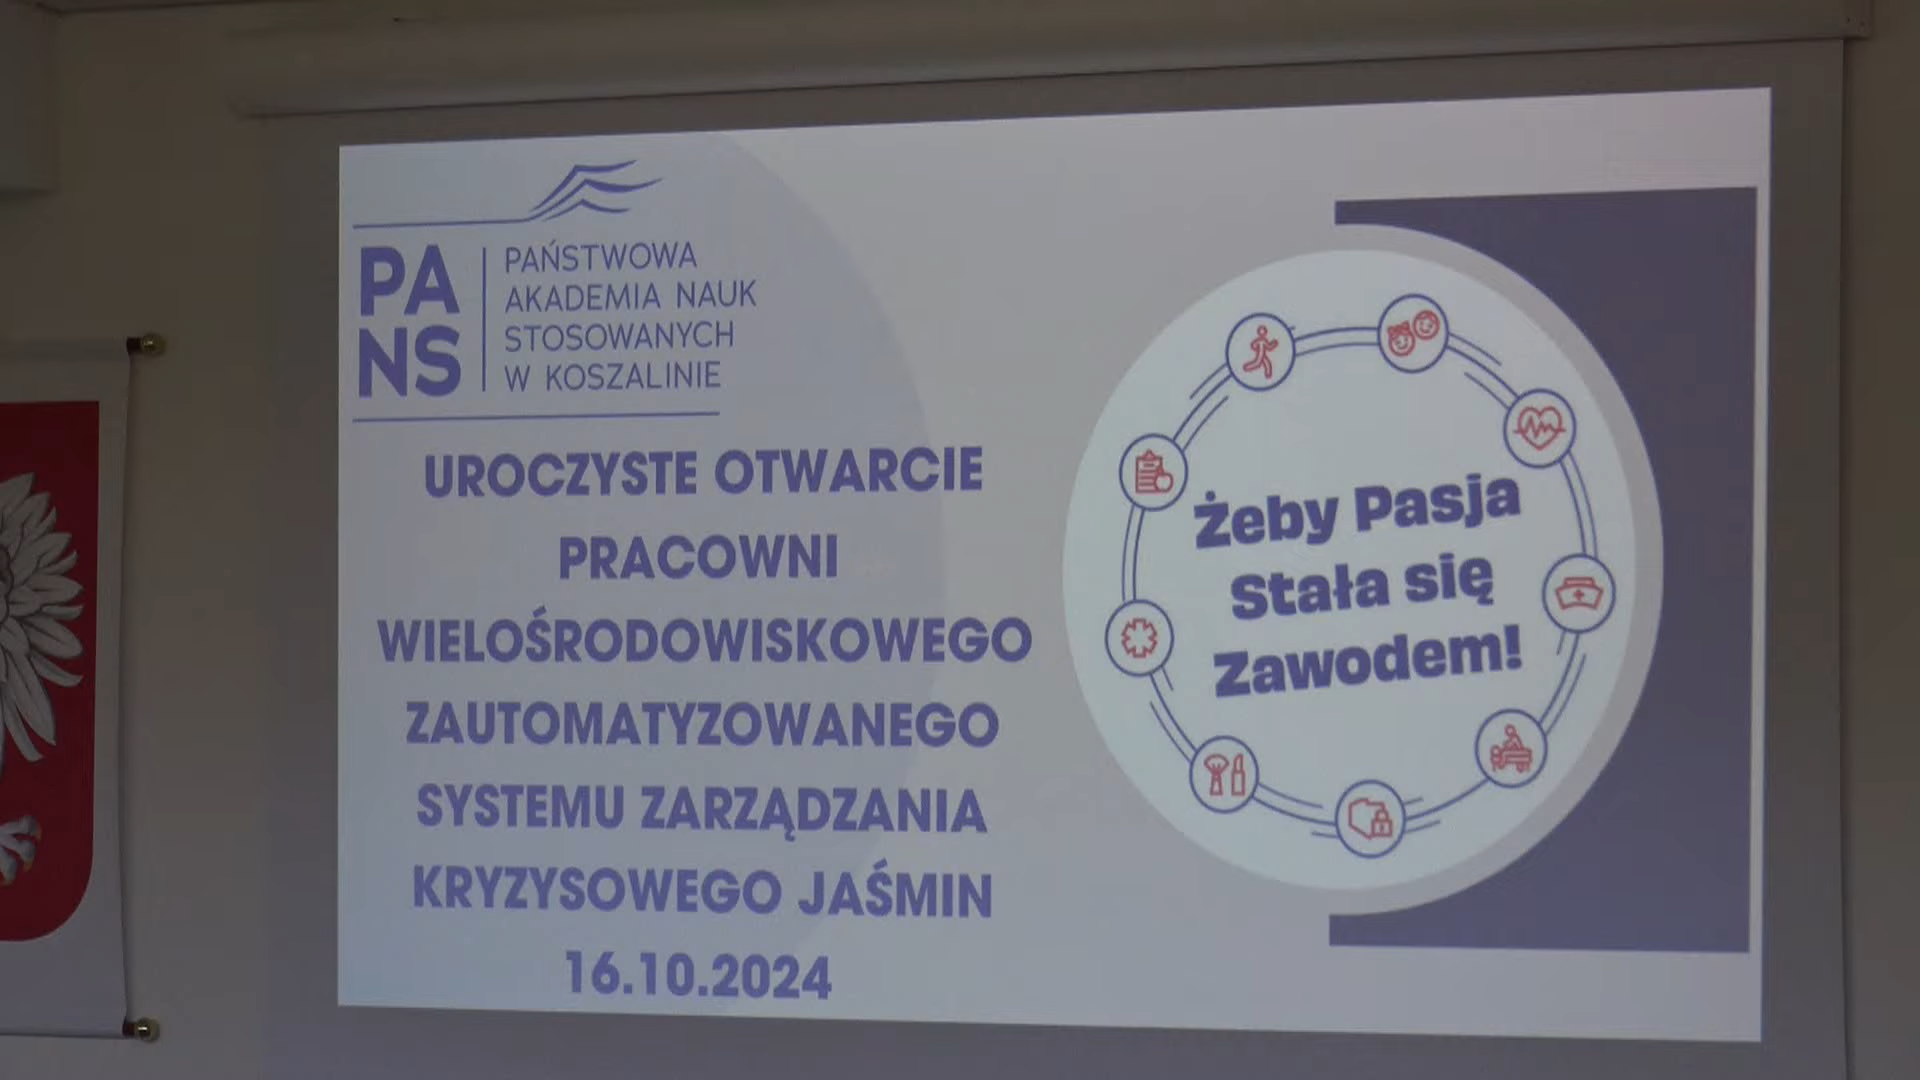 PA
NS
PAŃSTWOWA
AKADEMIA NAUK
STOSOWANYCH
W KOSZALINIE
UROCZYSTE OTWARCIE
PRACOWNI
WIELOŚRODOWISKOWEGO
ZAUTOMATYZOWANEGO
SYSTEMU ZARZĄDZANIA
KRYZYSOWEGO JAŚMIN
16.10.2024
Żeby Pasja
Stała się
Zawodem!